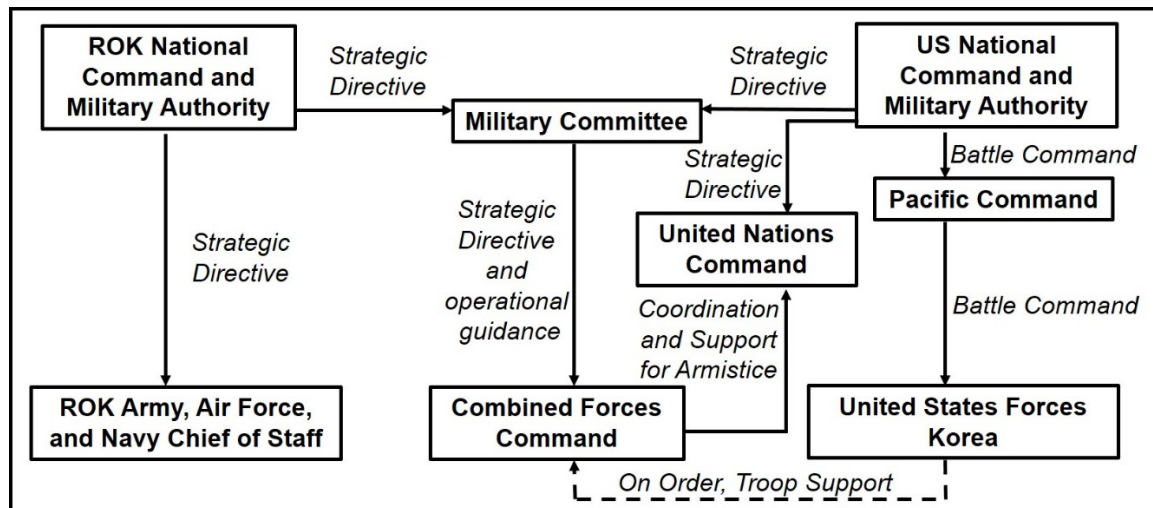 ROK National
Command and
Military Authority
Strategic
Directive
Strategic
Directive
US National
Command and
Military Authority
Military Committee
Battle Command
Strategic
Directive
Pacific Command
Strategic
Directive
and
operational
guidance
United Nations
Command
Strategic
Directive
Coordination
and Support
for Armistice
Battle Command
ROK Army, Air Force,
and Navy Chief of Staff
Combined Forces
Command
United States Forces
Korea
On Order, Troop Support